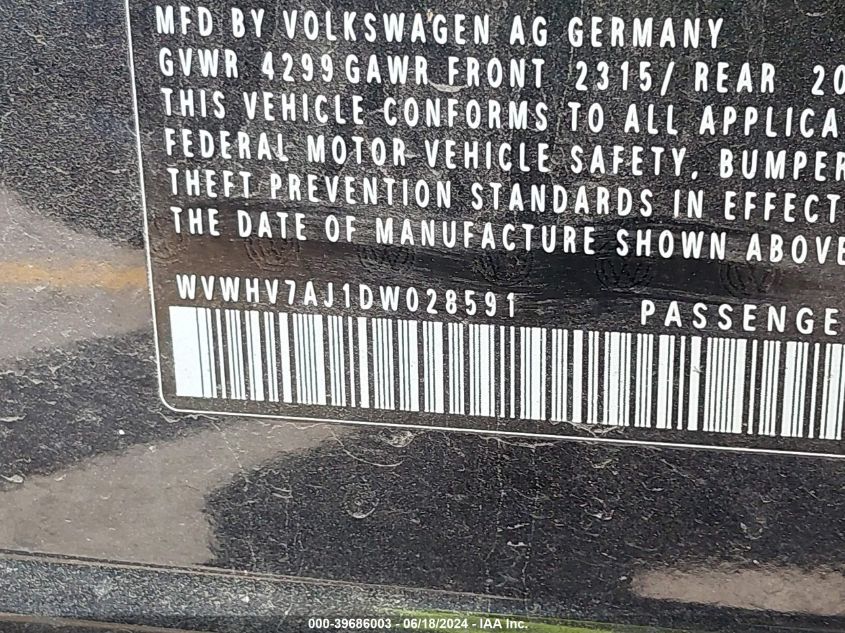 MFD BY VOLKSWAGEN AG GERMANY
GVWR 4299 GAWR FRONT 2315/ REAR 20
THIS VEHICLE CONFORMS TO ALL APPLICA
FEDERAL MOTOR VEHICLE SAFETY, BUMPER
THEFT PREVENTION STANDARDS IN EFFECT
THE DATE OF MANUFACTURE SHOWN ABOVE
WVWHV7AJ1DW028591 PASSENGE
000-39686003 - 06/18/2024 - IAA Inc.